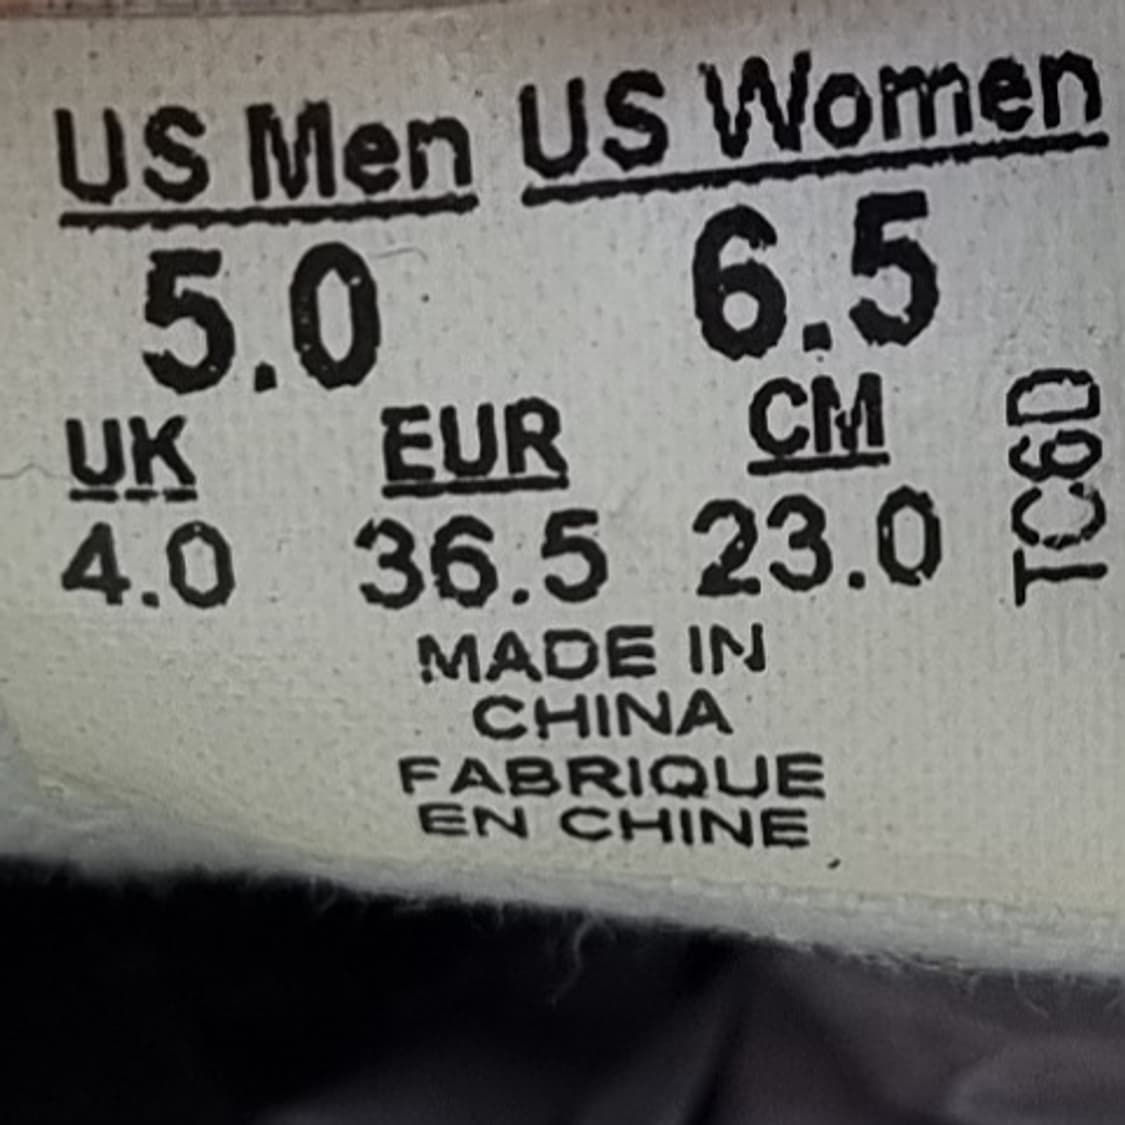 US Men US Women
5.0 6.5
UK EUR CM
4.0 36.5 23.0
TC6D
MADE IN
CHINA
FABRIQUE
EN CHINE